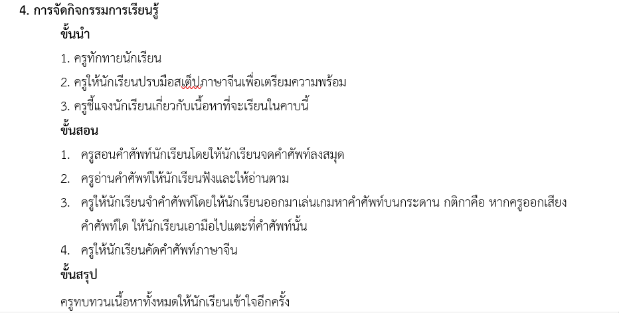 4. การจัดกิจกรรมการเรียนรู้
ขั้นนำ
1. ครูทักทายนักเรียน
2. ครูให้นักเรียนปรบมือสเต็ปภาษาจีนเพื่อเตรียมความพร้อม
3. ครูชี้แจงนักเรียนเกี่ยวกับเนื้อหาที่จะเรียนในคาบนี้
ขั้นสอน
1. ครูสอนคำศัพท์นักเรียนโดยให้นักเรียนจดคำศัพท์ลงสมุด
2. ครูอ่านคำศัพท์ให้นักเรียนฟังและให้อ่านตาม
3. ครูให้นักเรียนจำคำศัพท์โดยให้นักเรียนออกมาเล่นเกมหาคำศัพท์บนกระดาน กติกาคือ หากครูออกเสียง
คำศัพท์ใด ให้นักเรียนเอามือไปแตะที่คำศัพท์นั้น
4. ครูให้นักเรียนคัดคำศัพท์ภาษาจีน
ขั้นสรุป
ครูทบทวนเนื้อหาทั้งหมดให้นักเรียนเข้าใจอีกครั้ง